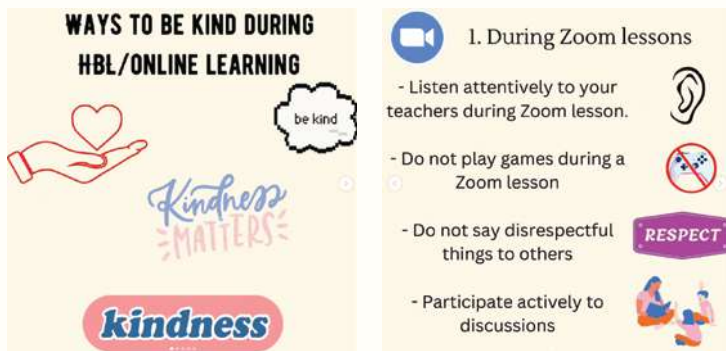 WAYS TO BE KIND DURING
HBL/ONLINE LEARNING
be kind
Kindness
MATTERS
kindness
1. During Zoom lessons
- Listen attentively to your
teachers during Zoom lesson.
- Do not play games during a
Zoom lesson
- Do not say disrespectful
things to others
RESPECT
- Participate actively to
discussions